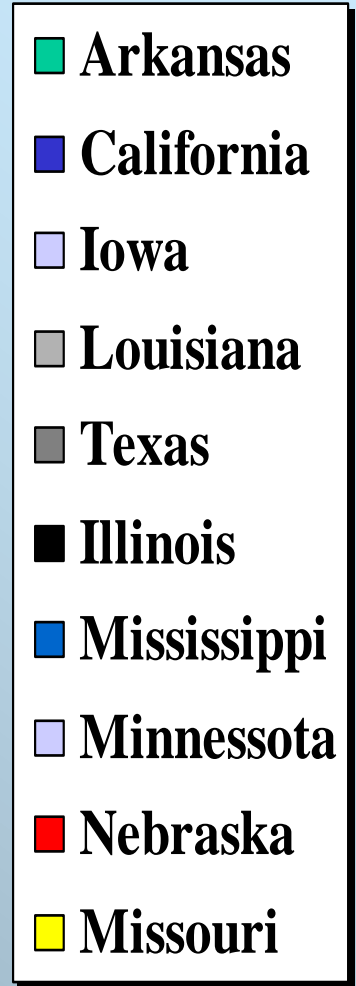 Arkansas
California
Iowa
Louisiana
Texas
Illinois
Mississippi
Minnessota
Nebraska
Missouri